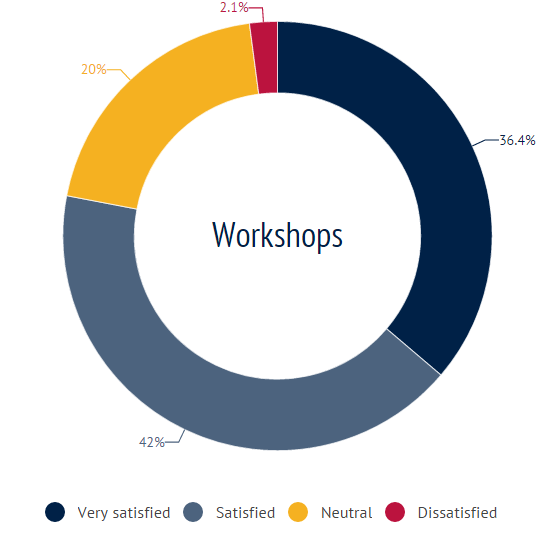 2.1%
20%
36.4%
Workshops
42%
Very satisfied
Satisfied
Neutral
Dissatisfied